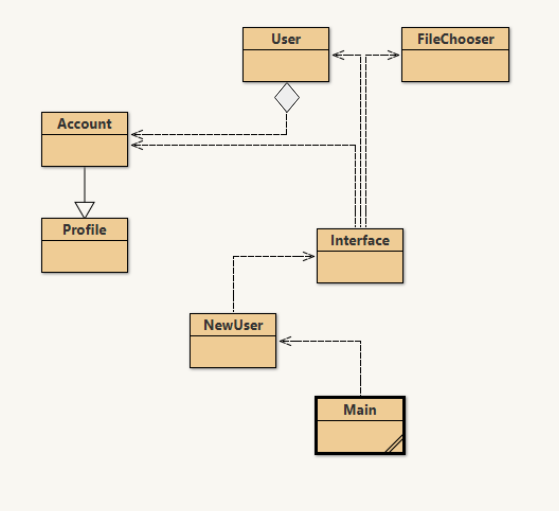 User
FileChooser
Account
Profile
Interface
NewUser
Main